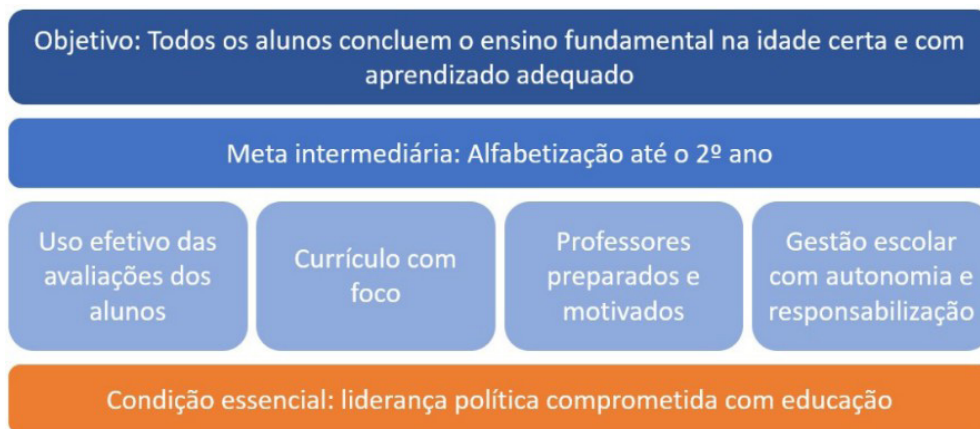 Objetivo: Todos os alunos concluem o ensino fundamental na idade certa e com
aprendizado adequado
Meta intermediária: Alfabetização até o 2º ano
Uso efetivo das
avaliações dos
alunos
Currículo com
foco
Professores
preparados e
motivados
Gestão escolar
com autonomia e
responsabilização
Condição essencial: liderança política comprometida com educação